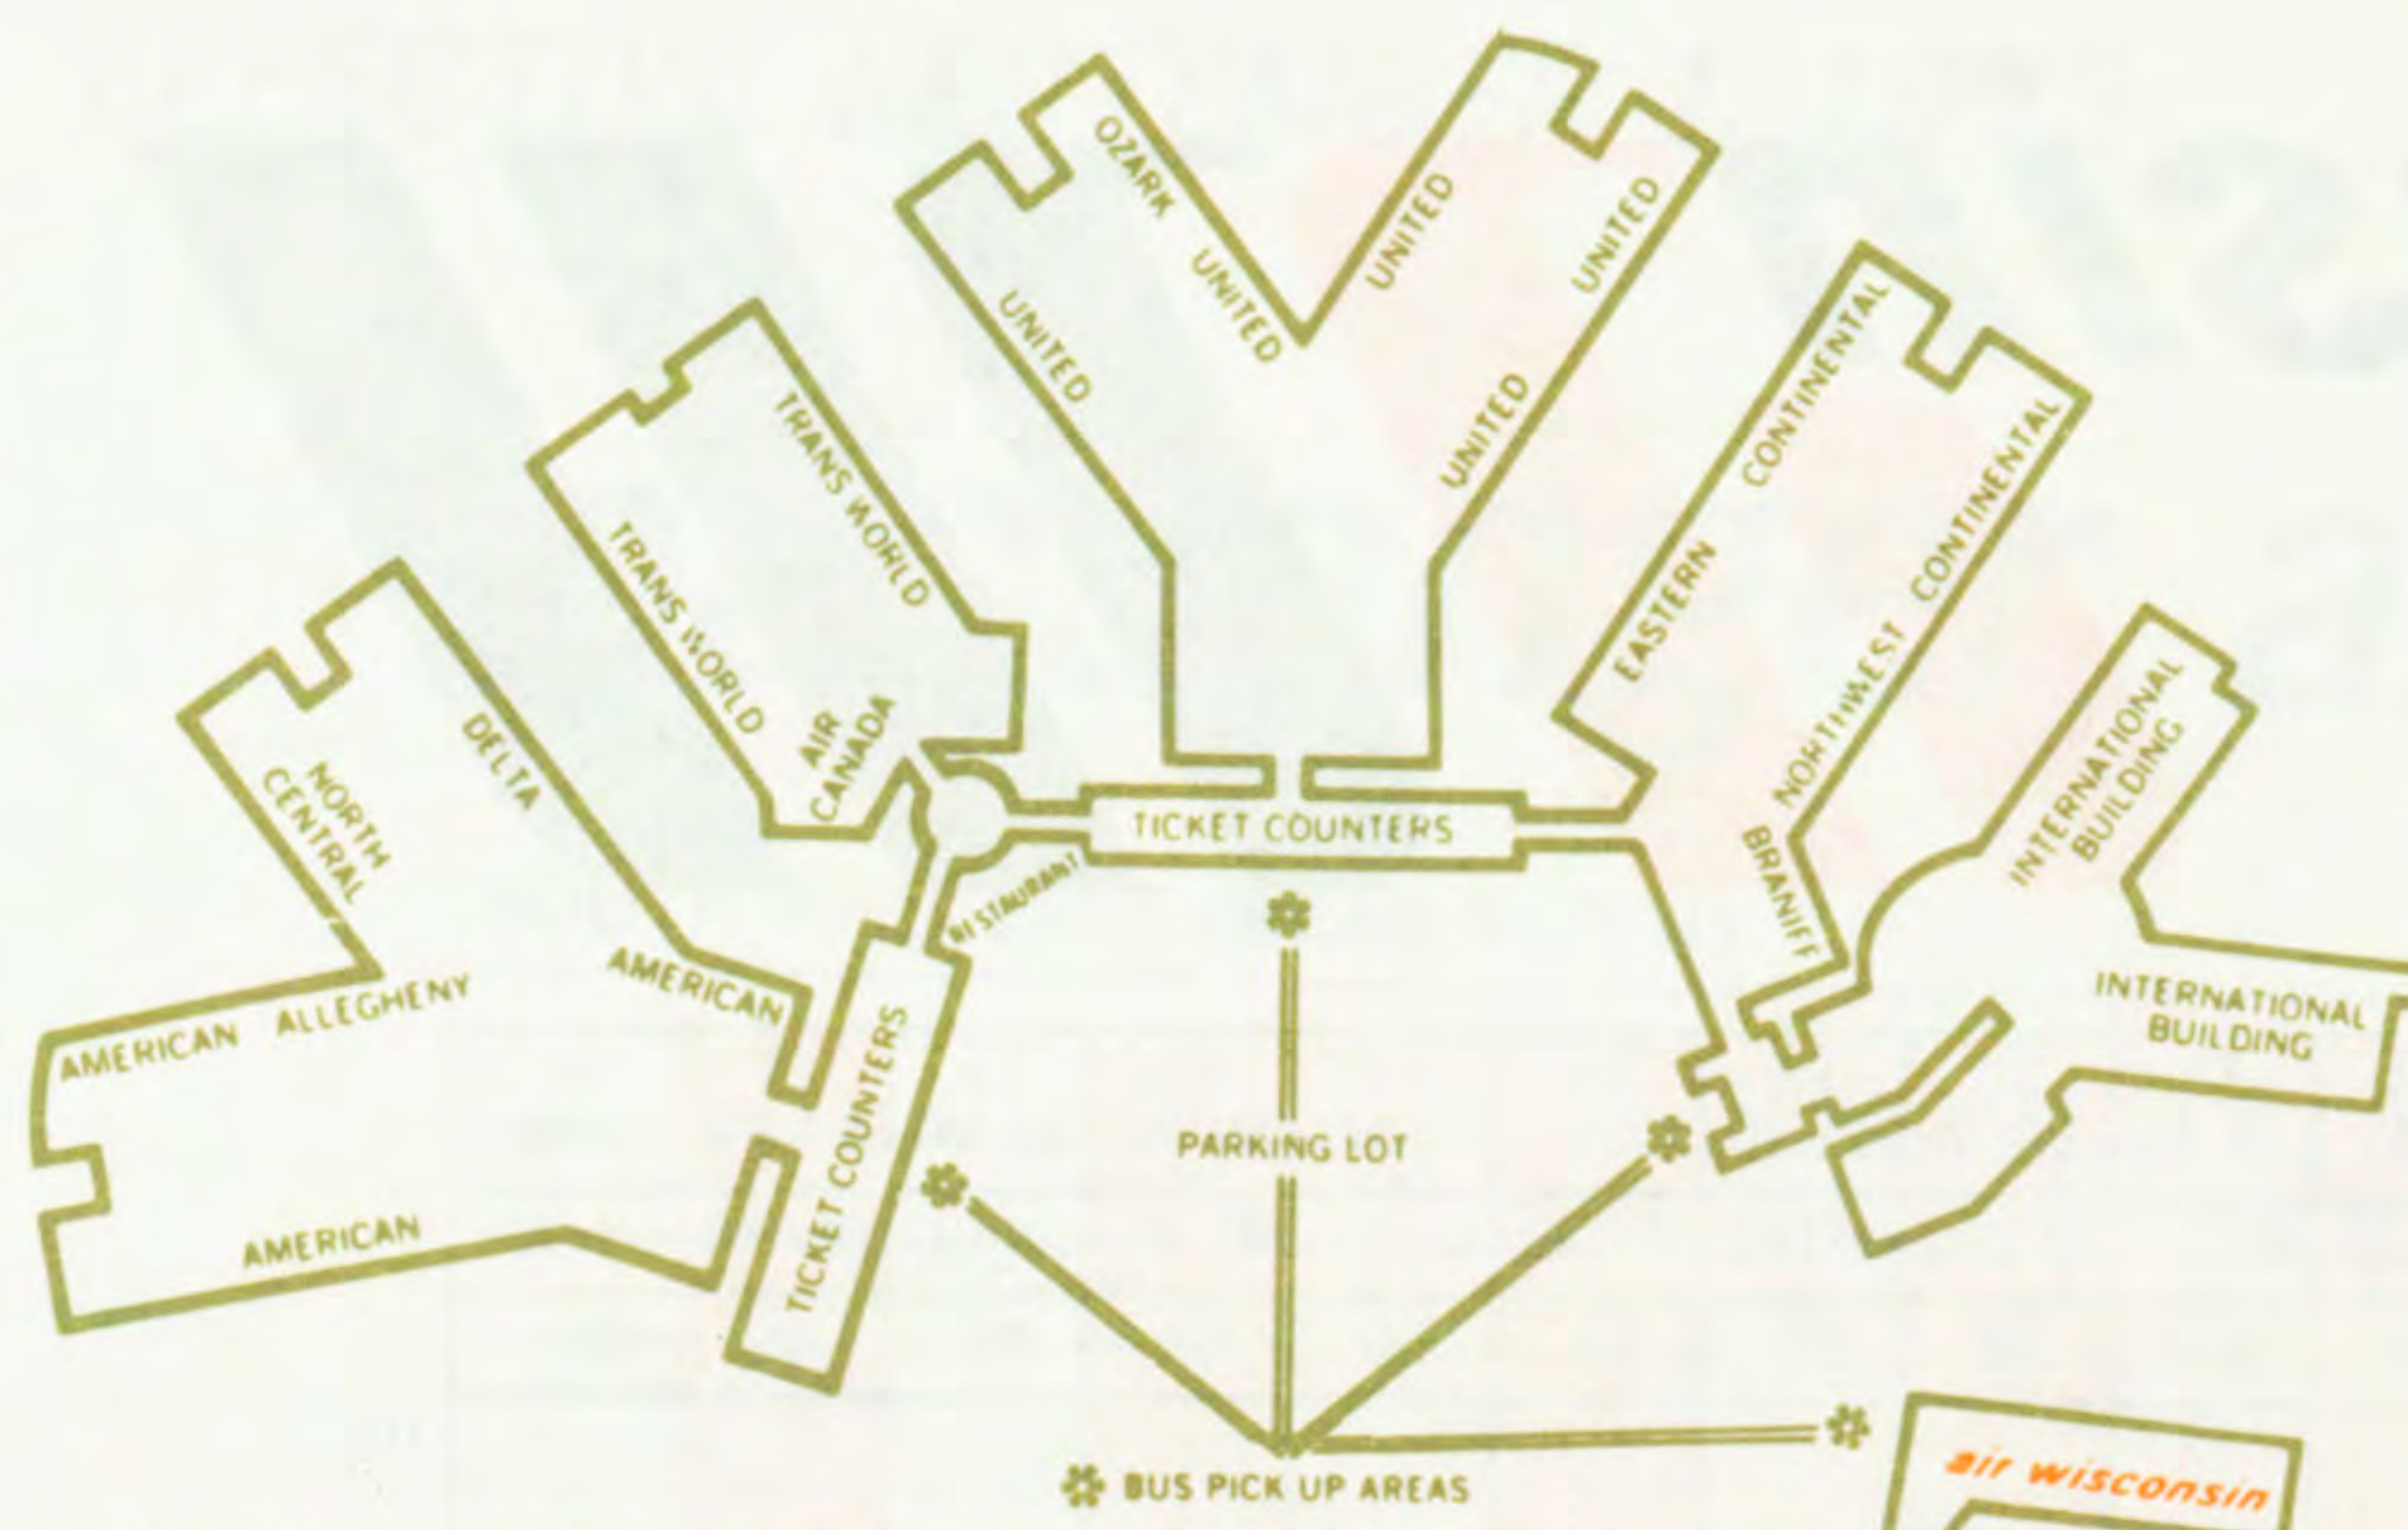 OZARK
UNITED
UNITED
UNITED
UNITED
UNITED
CONTINENTAL
CONTINENTAL
EASTERN
NORTHWEST
BRANIFF
TRANS WORLD
TRANS WORLD
AIR
CANADA
DELTA
NORTH
CENTRAL
AMERICAN
ALLEGHENY
AMERICAN
AMERICAN
TICKET COUNTERS
RESTAURANT
TICKET COUNTERS
INTERNATIONAL
BUILDING
INTERNATIONAL
BUILDING
PARKING LOT
BUS PICK UP AREAS
air wisconsin